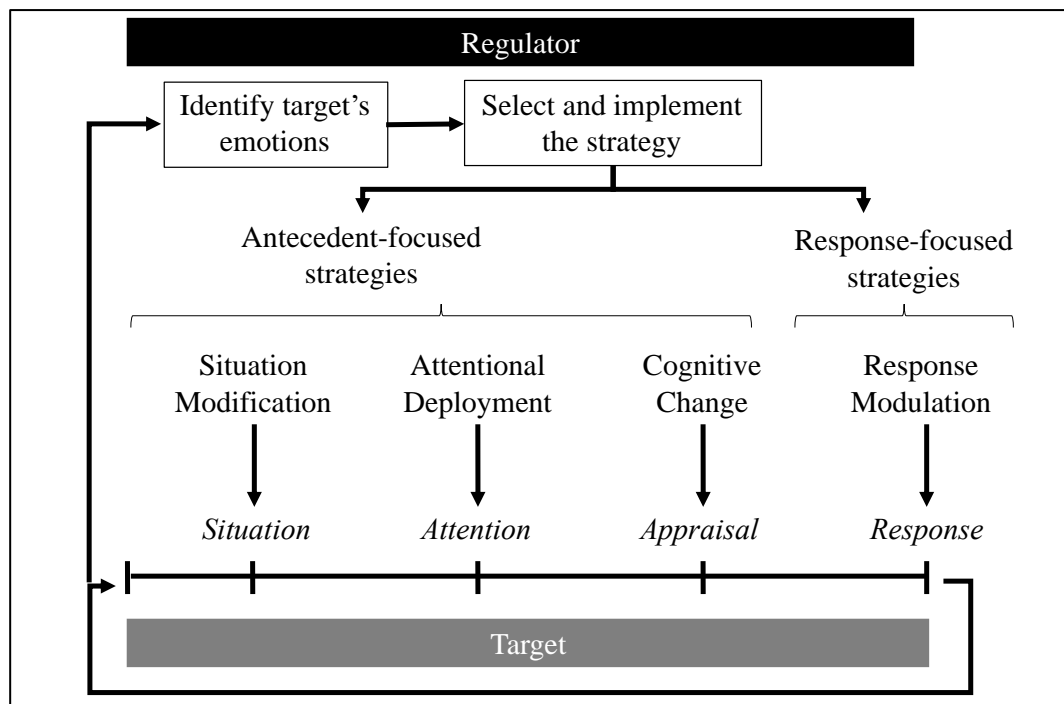 Regulator
Identify target’s
emotions
Select and implement
the strategy
Antecedent-focused
strategies
Response-focused
strategies
Situation
Modification
Attentional
Deployment
Cognitive
Change
Response
Modulation
Situation
Attention
Appraisal
Response
Target